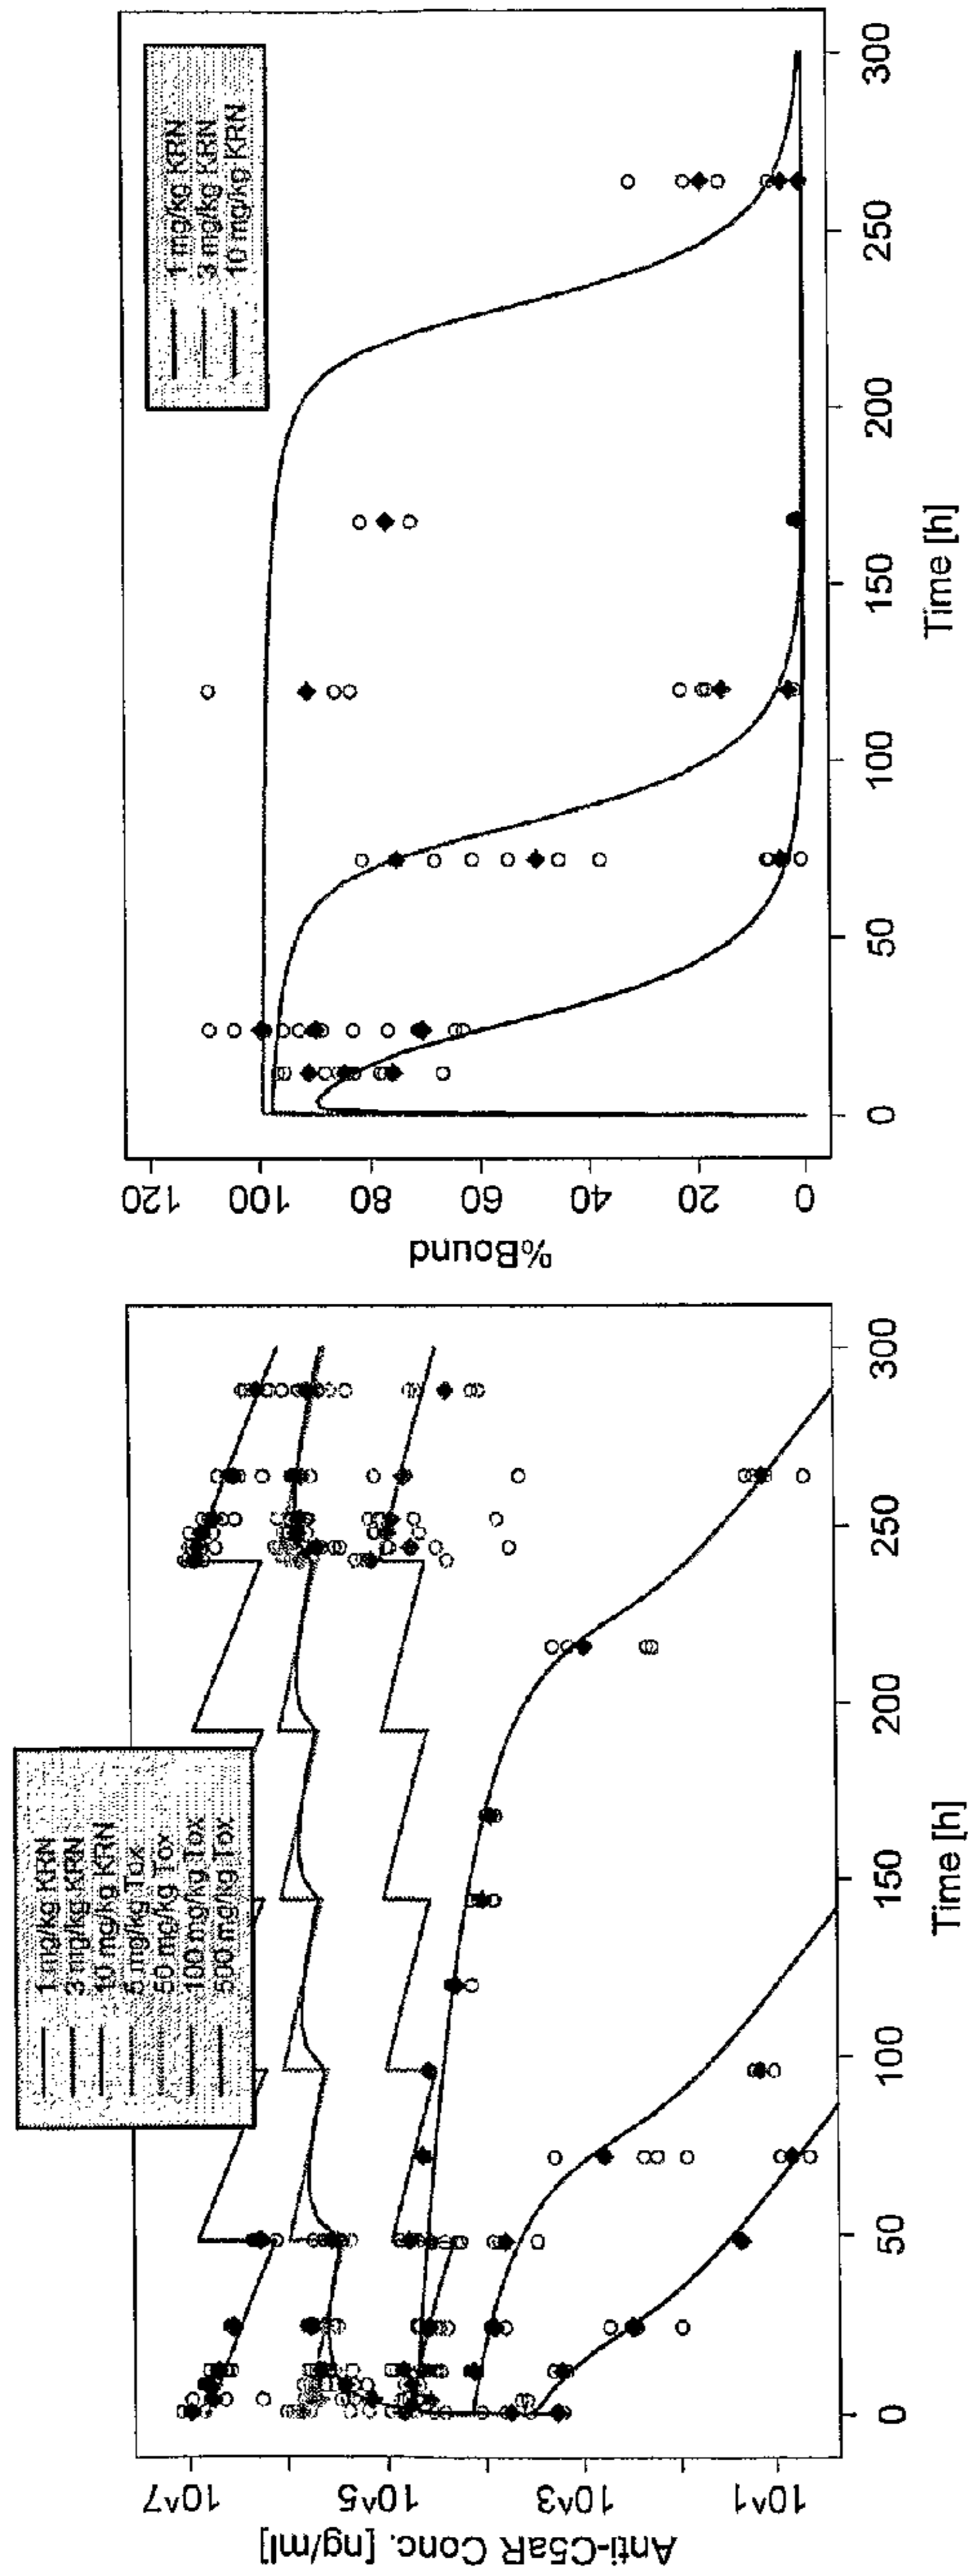 1 mg/kg KRN
3 mg/kg KRN
10 mg/kg KRN
5 mg/kg Tox
50 mg/kg Tox
100 mg/kg Tox
500 mg/kg Tox
Anti-C5aR Conc. [ng/ml]
10^7
10^5
10^3
10^1
0
50
100
150
200
250
300
Time [h]
1 mg/kg KRN
3 mg/kg KRN
10 mg/kg KRN
%Bound
120
100
80
60
40
20
0
0
50
100
150
200
250
300
Time [h]